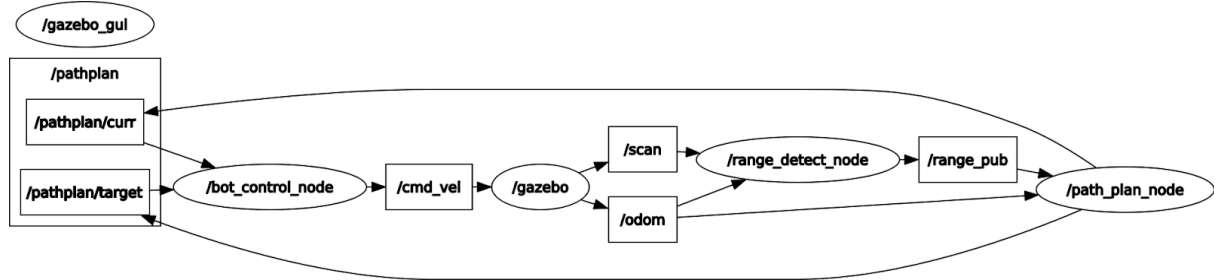 /gazebo_gui
/pathplan
/pathplan/curr
/pathplan/target
/bot_control_node
/cmd_vel
/gazebo
/scan
/odom
/range_detect_node
/range_pub
/path_plan_node